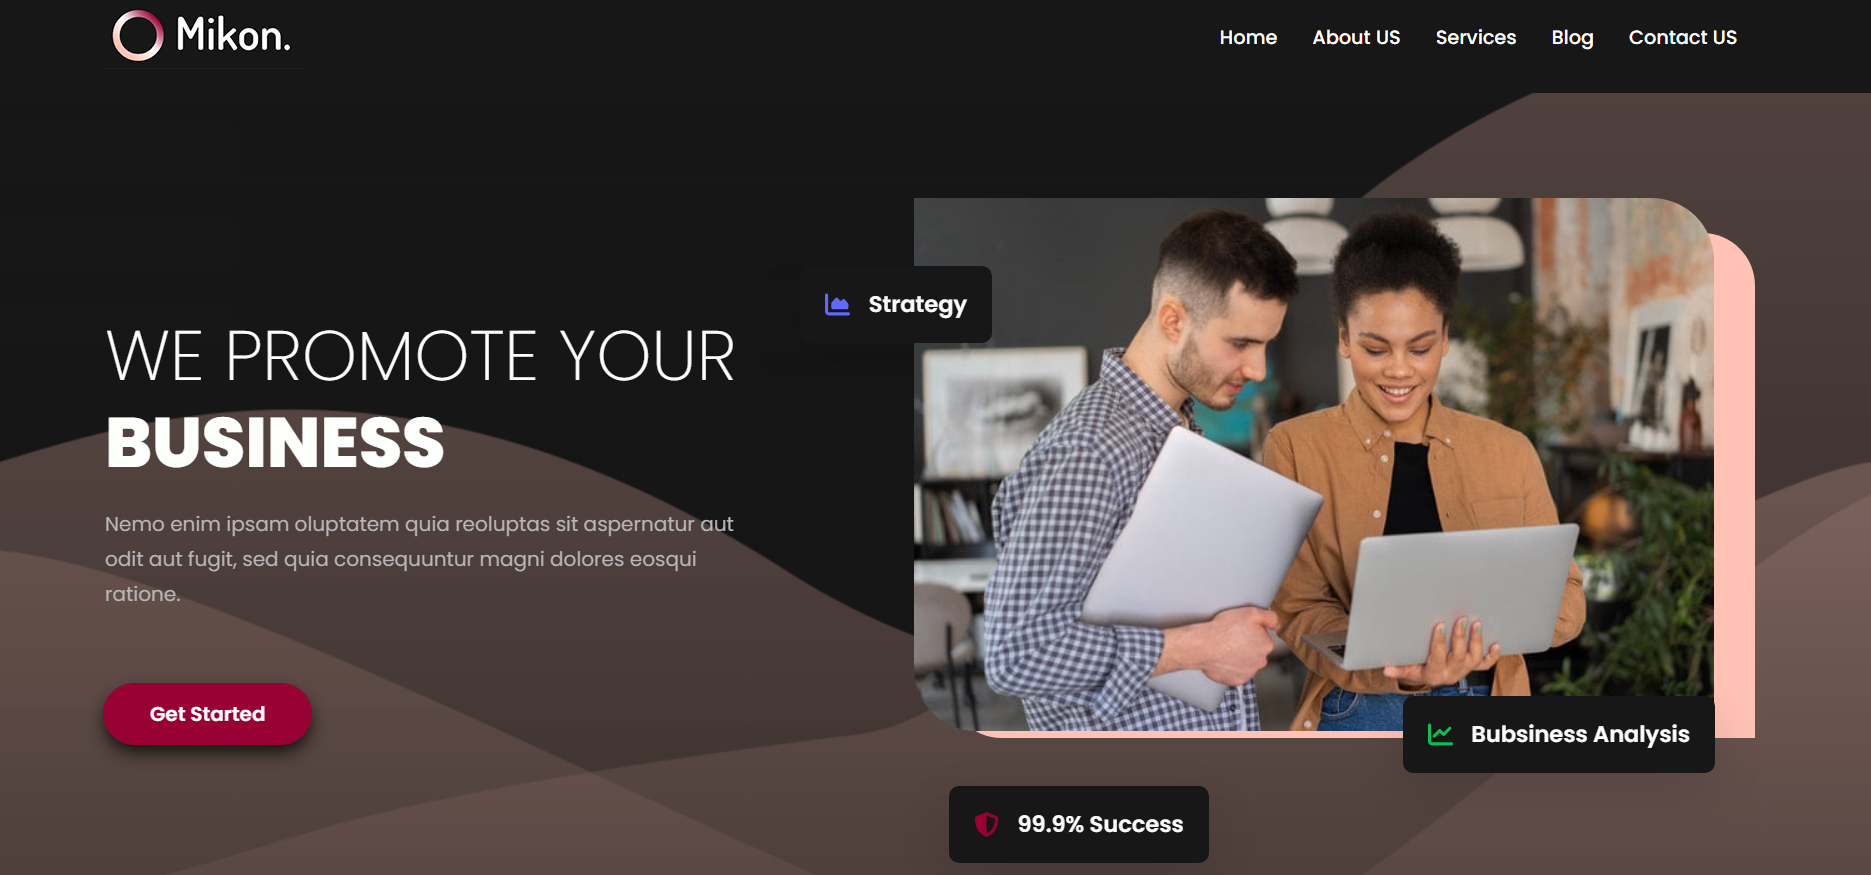 Mikon.
Home
About US
Services
Blog
Contact US
WE PROMOTE YOUR
BUSINESS
Nemo enim ipsam oluptatem quia reoluptas sit aspernatur aut
odit aut fugit, sed quia consequuntur magni dolores eosqui
ratione.
Get Started
Strategy
Bubsiness Analysis
99.9% Success